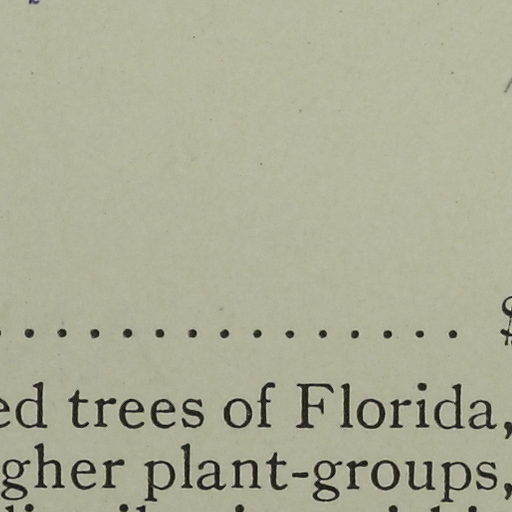 ............... $
ed trees of Florida,
gher plant-groups,